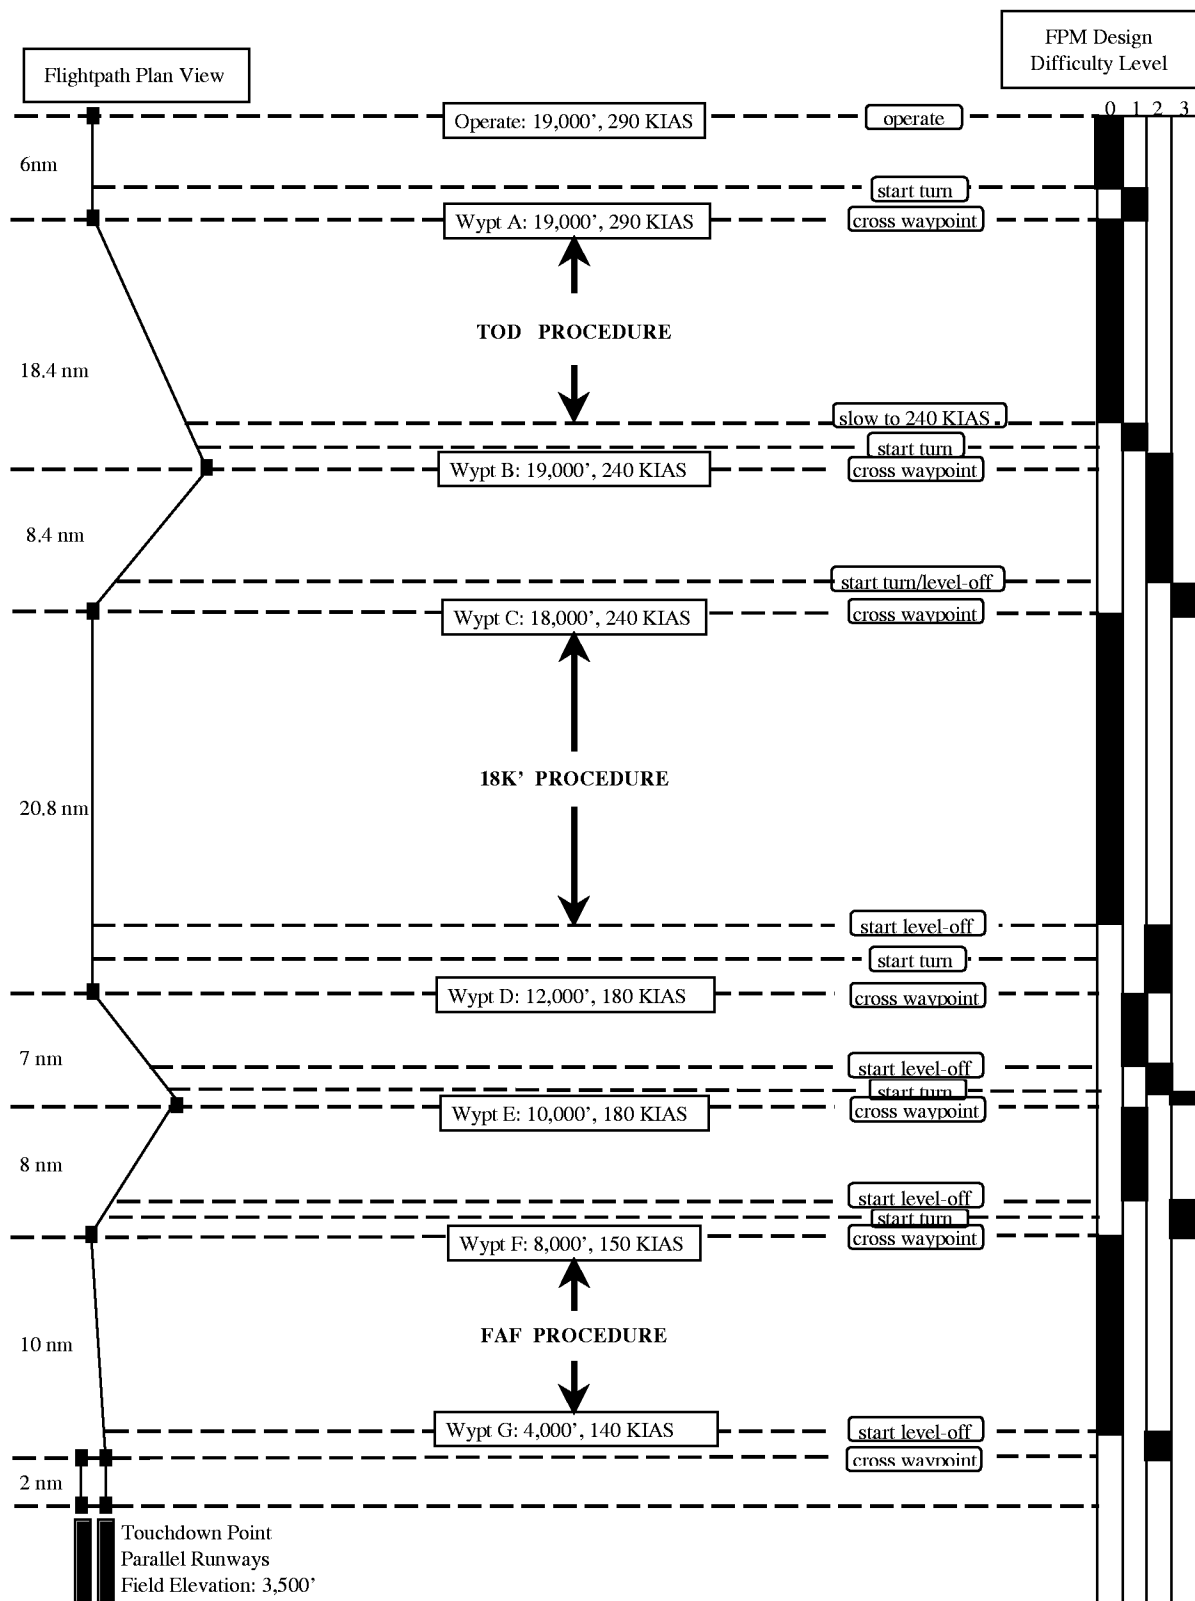 FPM Design
Difficulty Level
Flightpath Plan View
0 1 2 3
Operate: 19,000’, 290 KIAS
operate
6nm
start turn
Wypt A: 19,000’, 290 KIAS
cross waypoint
TOD PROCEDURE
18.4 nm
slow to 240 KIAS
start turn
Wypt B: 19,000’, 240 KIAS
cross waypoint
8.4 nm
start turn/level-off
Wypt C: 18,000’, 240 KIAS
cross waypoint
18K’ PROCEDURE
20.8 nm
start level-off
start turn
Wypt D: 12,000’, 180 KIAS
cross waypoint
7 nm
start level-off
start turn
Wypt E: 10,000’, 180 KIAS
cross waypoint
8 nm
start level-off
start turn
Wypt F: 8,000’, 150 KIAS
cross waypoint
FAF PROCEDURE
10 nm
Wypt G: 4,000’, 140 KIAS
start level-off
cross waypoint
2 nm
Touchdown Point
Parallel Runways
Field Elevation: 3,500’